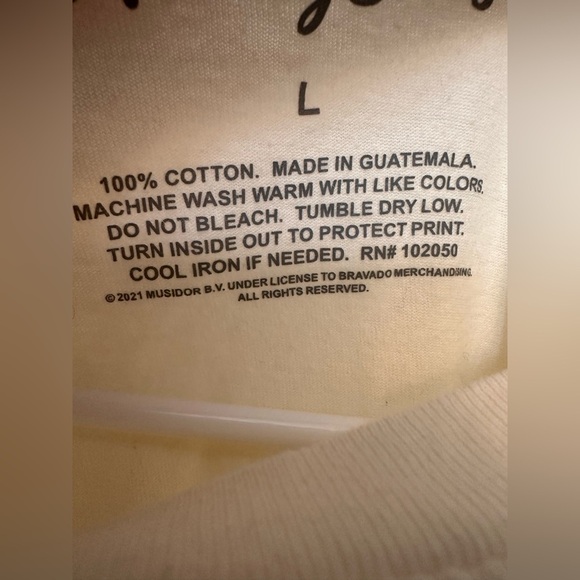 L
100% COTTON. MADE IN GUATEMALA.
MACHINE WASH WARM WITH LIKE COLORS.
DO NOT BLEACH. TUMBLE DRY LOW.
TURN INSIDE OUT TO PROTECT PRINT.
COOL IRON IF NEEDED. RN# 102050
© 2021 MUSIDOR B.V. UNDER LICENSE TO BRAVADO MERCHANDISING.
ALL RIGHTS RESERVED.